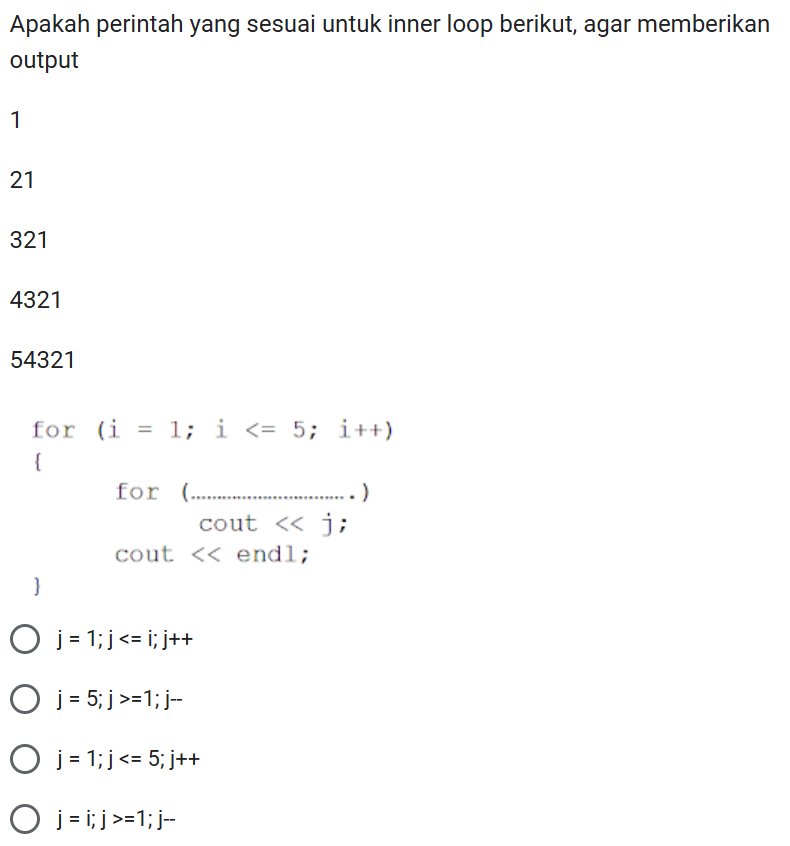 Apakah perintah yang sesuai untuk inner loop berikut, agar memberikan
output
1
21
321
4321
54321
for (i = 1; i <= 5; i++)
{
for (................................)
cout << j;
cout << endl;
}
j = 1; j <= i; j++
j = 5; j >=1; j--
j = 1; j <= 5; j++
j = i; j >=1; j--